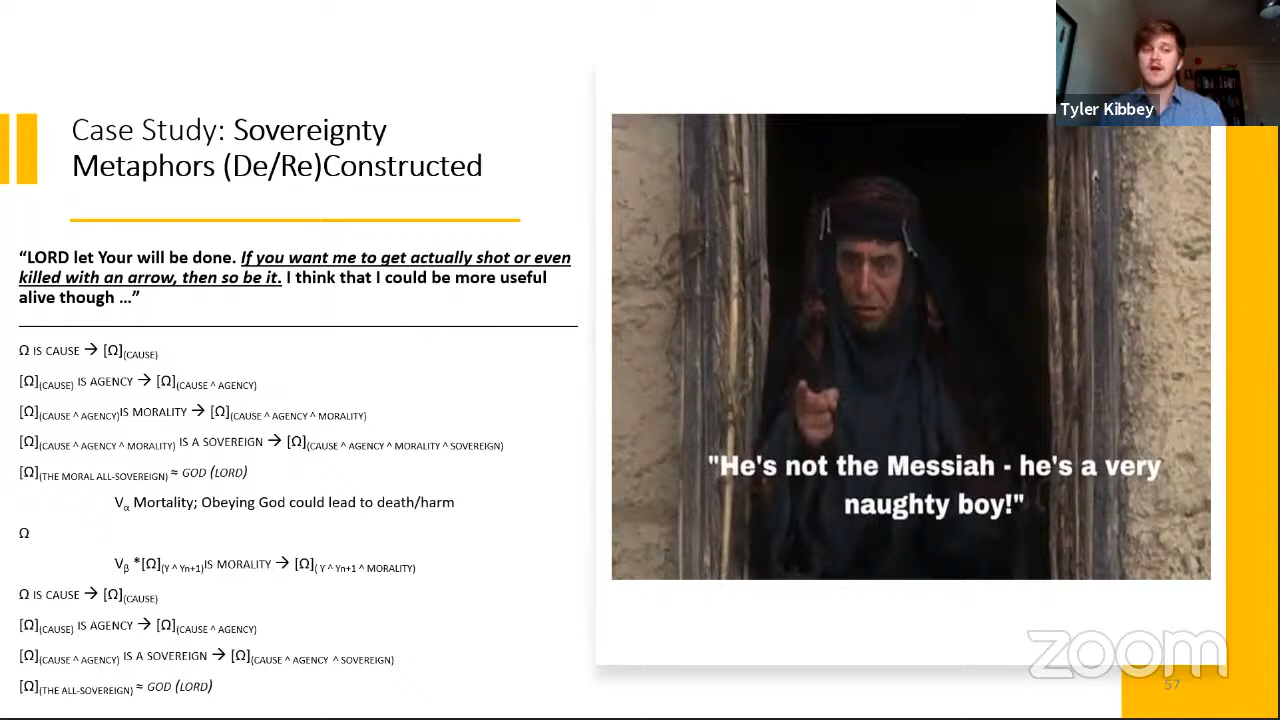 Tyler Kibbey
Case Study: Sovereignty
Metaphors (De/Re)Constructed
“LORD let Your will be done. If you want me to get actually shot or even
killed with an arrow, then so be it. I think that I could be more useful
alive though …”
Ω IS CAUSE → [Ω](CAUSE)
[Ω](CAUSE) IS AGENCY → [Ω](CAUSE ^ AGENCY)
[Ω](CAUSE ^ AGENCY)IS MORALITY → [Ω](CAUSE ^ AGENCY ^ MORALITY)
[Ω](CAUSE ^ AGENCY ^ MORALITY) IS A SOVEREIGN → [Ω](CAUSE ^ AGENCY ^ MORALITY ^ SOVEREIGN)
[Ω](THE MORAL ALL-SOVEREIGN) ≈ GOD (LORD)
Vα Mortality; Obeying God could lead to death/harm
Ω
Vβ *[Ω](Y ^ Yn+1)IS MORALITY → [Ω]( Y ^ Yn+1 ^ MORALITY)
Ω IS CAUSE → [Ω](CAUSE)
[Ω](CAUSE) IS AGENCY → [Ω](CAUSE ^ AGENCY)
[Ω](CAUSE ^ AGENCY) IS A SOVEREIGN → [Ω](CAUSE ^ AGENCY ^ SOVEREIGN)
[Ω](THE ALL-SOVEREIGN) ≈ GOD (LORD)
"He's not the Messiah - he's a very
naughty boy!"
zoom
57